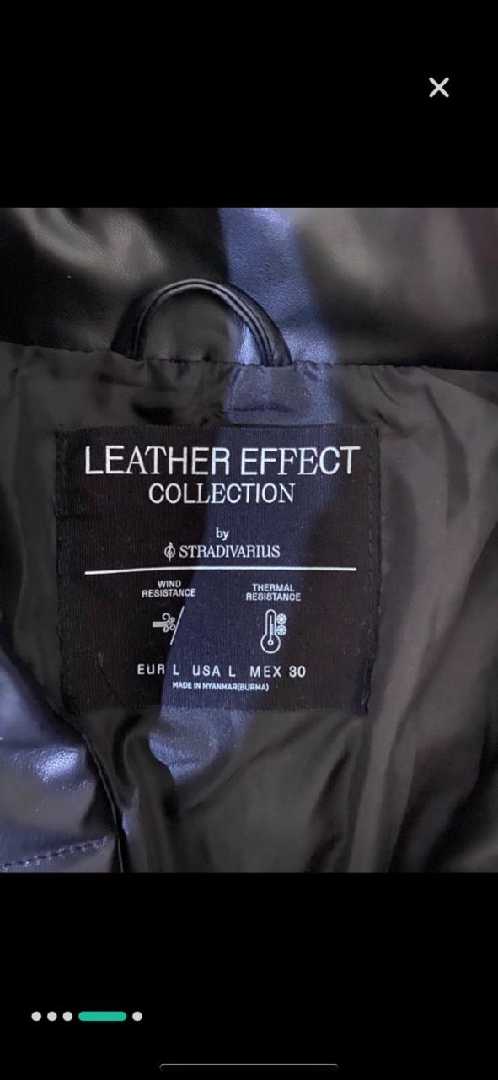 LEATHER EFFECT
COLLECTION
by
STRADIVARIUS
WIND
RESISTANCE
THERMAL
RESISTANCE
EUR L USA L MEX 30
MADE IN MYANMAR(BURMA)